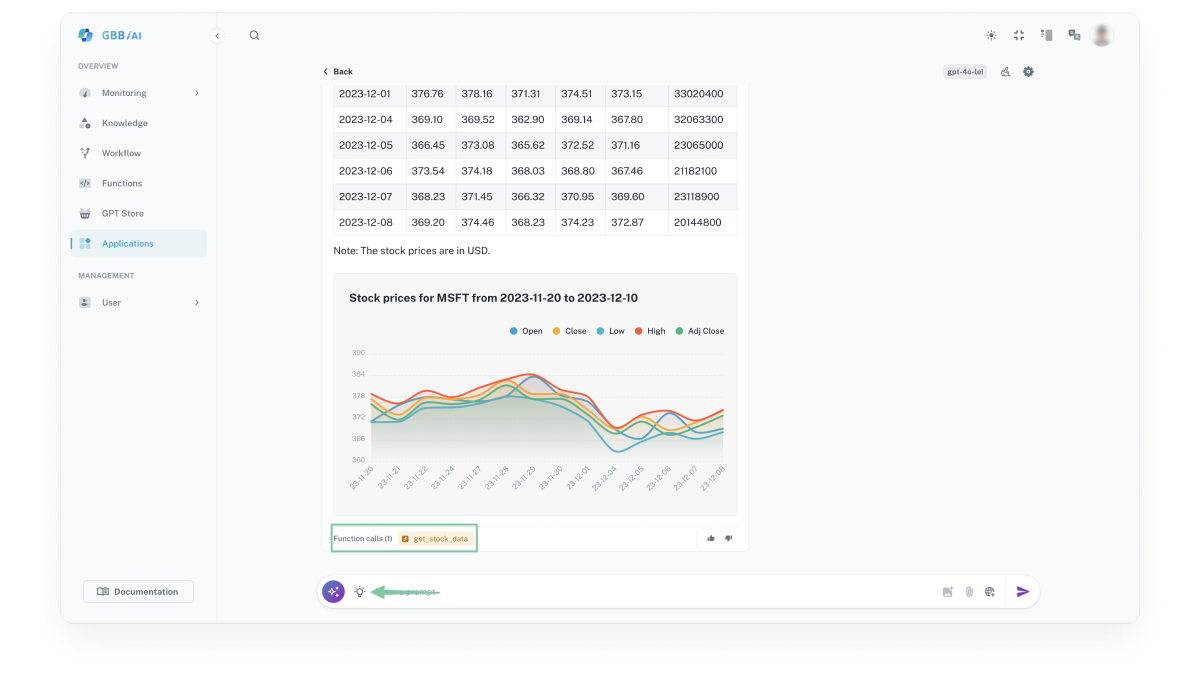 GBB/AI
OVERVIEW
Monitoring
Knowledge
Workflow
Functions
GPT Store
Applications
MANAGEMENT
User
Documentation
Back
gpt-4o-lei
2023-12-01 376.76 378.16 371.31 374.51 373.15 33020400
2023-12-04 369.10 369.52 362.90 369.14 367.80 32063300
2023-12-05 366.45 373.08 365.62 372.52 371.16 23065000
2023-12-06 373.54 374.18 368.03 368.80 367.46 21182100
2023-12-07 368.23 371.45 366.32 370.95 369.60 23118900
2023-12-08 369.20 374.46 368.23 374.23 372.87 20144800
Note: The stock prices are in USD.
Stock prices for MSFT from 2023-11-20 to 2023-12-10
Open Close Low High Adj Close
390
384
378
372
366
360
23-11-20 23-11-21 23-11-22 23-11-24 23-11-27 23-11-28 23-11-29 23-11-30 23-12-01 23-12-04 23-12-05 23-12-06 23-12-07 23-12-08
Function calls (1) get_stock_data
a prompt